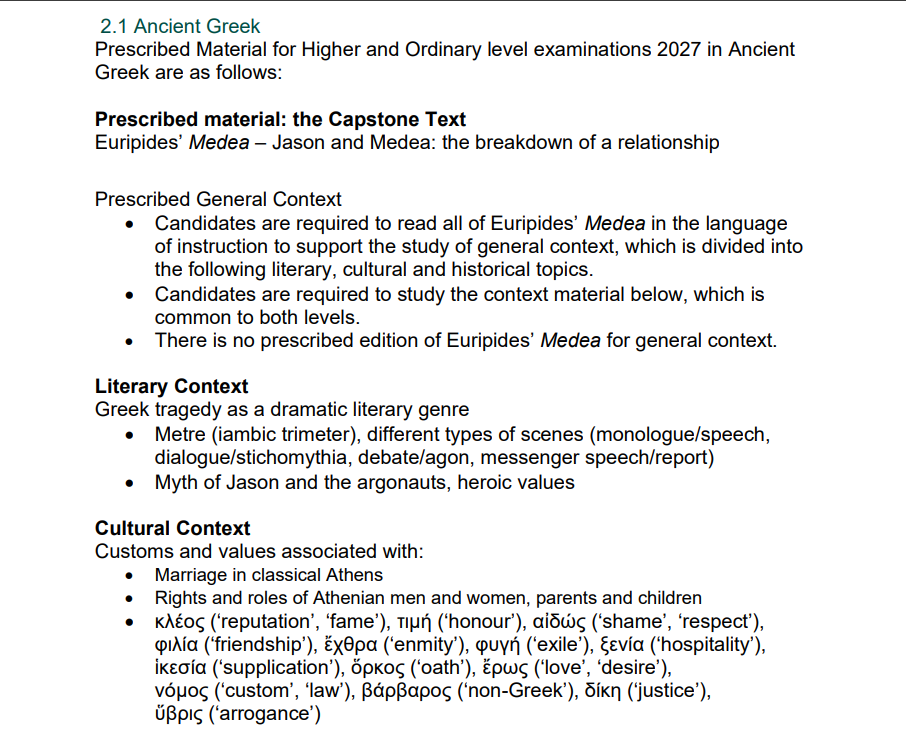 2.1 Ancient Greek
Prescribed Material for Higher and Ordinary level examinations 2027 in Ancient
Greek are as follows:
Prescribed material: the Capstone Text
Euripides’ Medea – Jason and Medea: the breakdown of a relationship
Prescribed General Context
• Candidates are required to read all of Euripides’ Medea in the language
of instruction to support the study of general context, which is divided into
the following literary, cultural and historical topics.
• Candidates are required to study the context material below, which is
common to both levels.
• There is no prescribed edition of Euripides’ Medea for general context.
Literary Context
Greek tragedy as a dramatic literary genre
• Metre (iambic trimeter), different types of scenes (monologue/speech,
dialogue/stichomythia, debate/agon, messenger speech/report)
• Myth of Jason and the argonauts, heroic values
Cultural Context
Customs and values associated with:
• Marriage in classical Athens
• Rights and roles of Athenian men and women, parents and children
• κλέος (‘reputation’, ‘fame’), τιμή (‘honour’), αἰδώς (‘shame’, ‘respect’),
φιλία (‘friendship’), ἔχθρα (‘enmity’), φυγή (‘exile’), ξενία (‘hospitality’),
ἱκεσία (‘supplication’), ὅρκος (‘oath’), ἔρως (‘love’, ‘desire’),
νόμος (‘custom’, ‘law’), βάρβαρος (‘non-Greek’), δίκη (‘justice’),
ὕβρις (‘arrogance’)